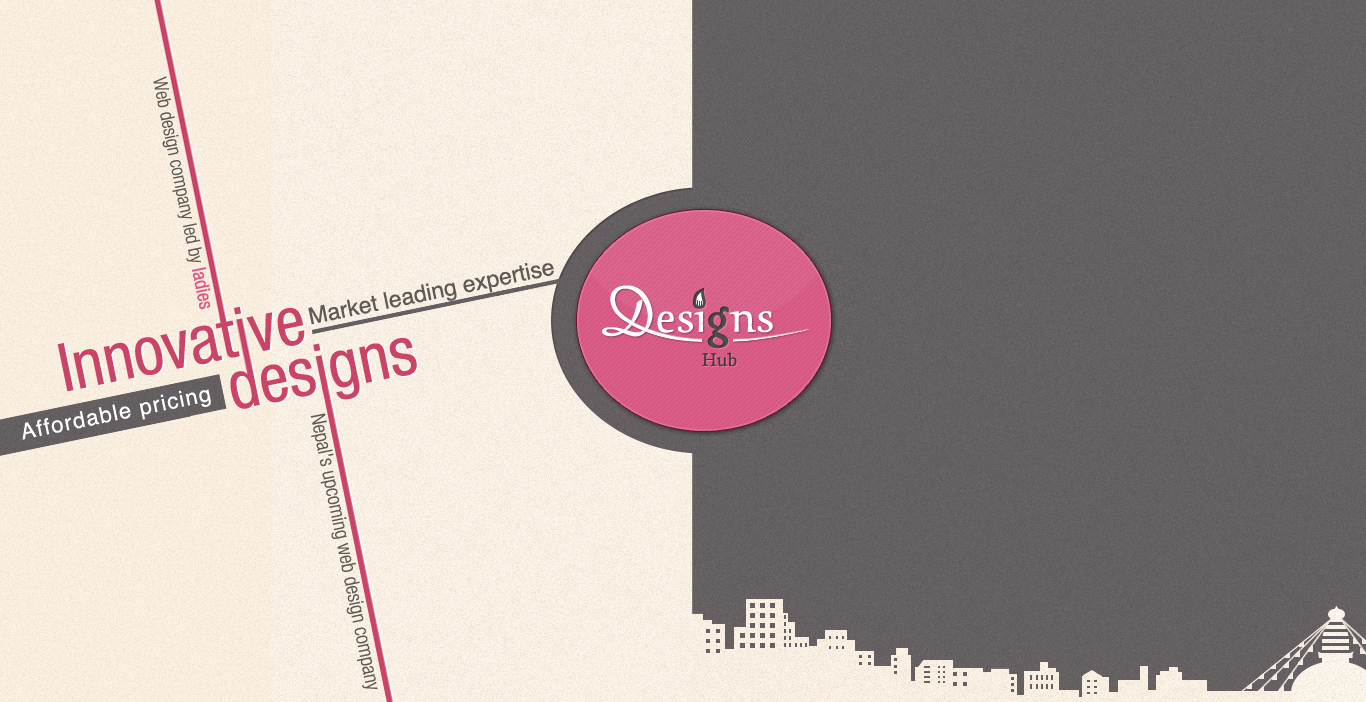 Web design company led by ladies
Market leading expertise
Innovative
designs
Affordable pricing
Nepal's upcoming web design company
Designs
Hub